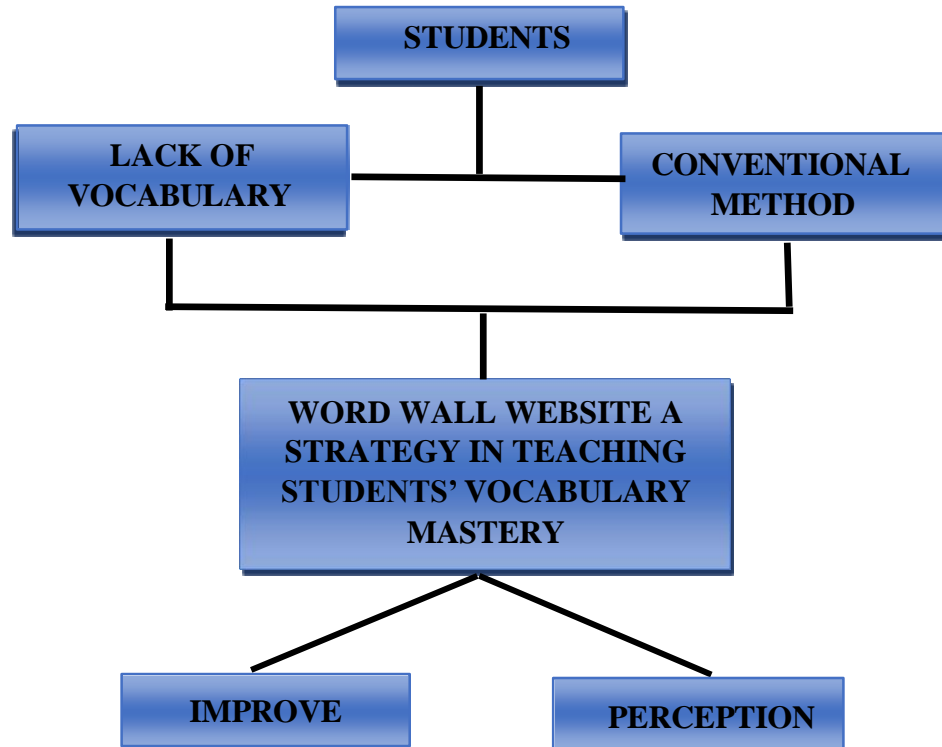 STUDENTS
LACK OF
VOCABULARY
CONVENTIONAL
METHOD
WORD WALL WEBSITE A
STRATEGY IN TEACHING
STUDENTS’ VOCABULARY
MASTERY
IMPROVE
PERCEPTION